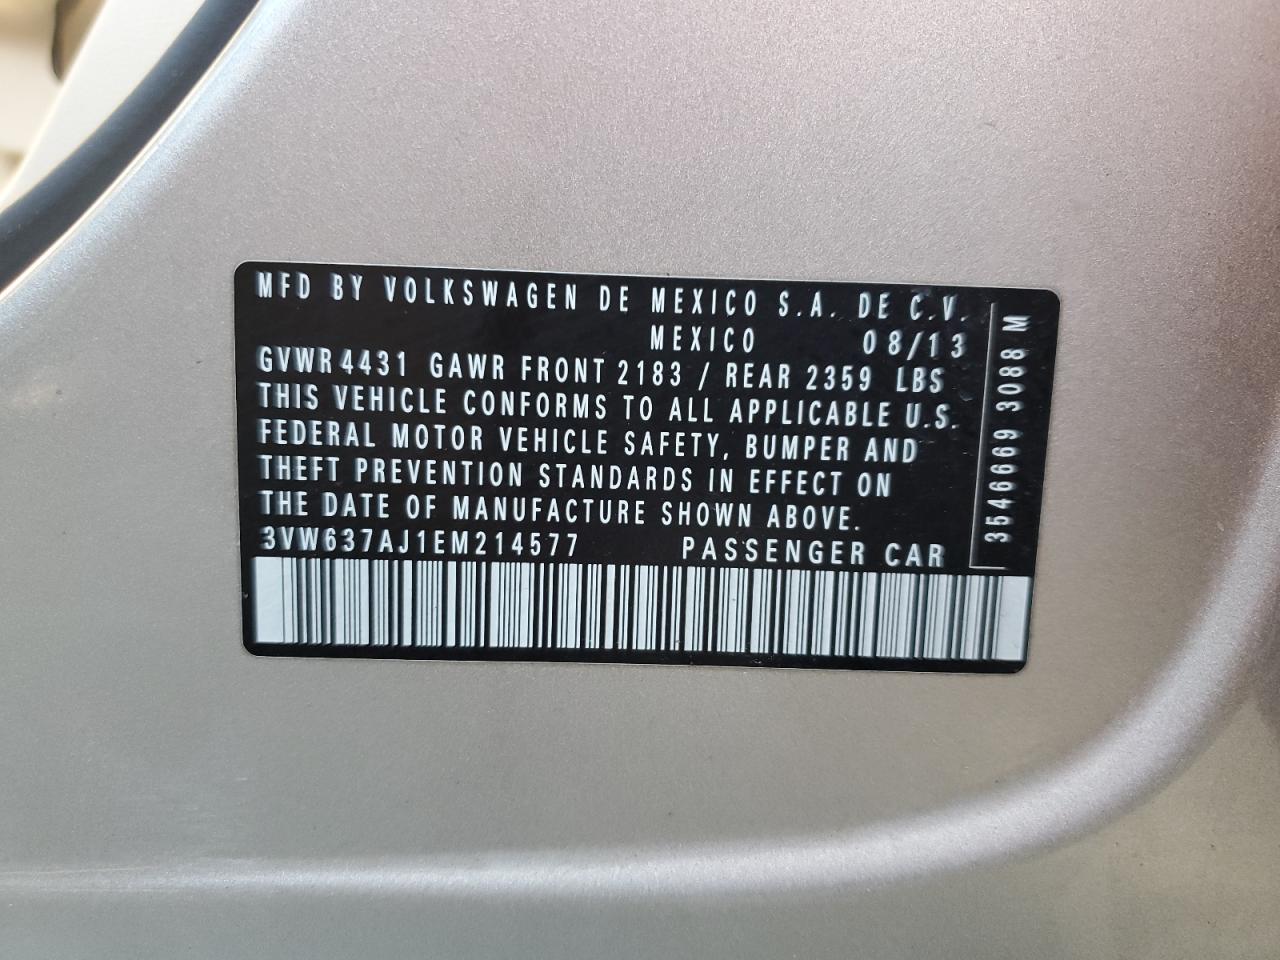 MFD BY VOLKSWAGEN DE MEXICO S.A. DE C.V.
MEXICO 08/13
GVWR 4431 GAWR FRONT 2183 / REAR 2359 LBS
THIS VEHICLE CONFORMS TO ALL APPLICABLE U.S.
FEDERAL MOTOR VEHICLE SAFETY, BUMPER AND
THEFT PREVENTION STANDARDS IN EFFECT ON
THE DATE OF MANUFACTURE SHOWN ABOVE.
3VW637AJ1EM214577 PASSENGER CAR
3546669 3088 M